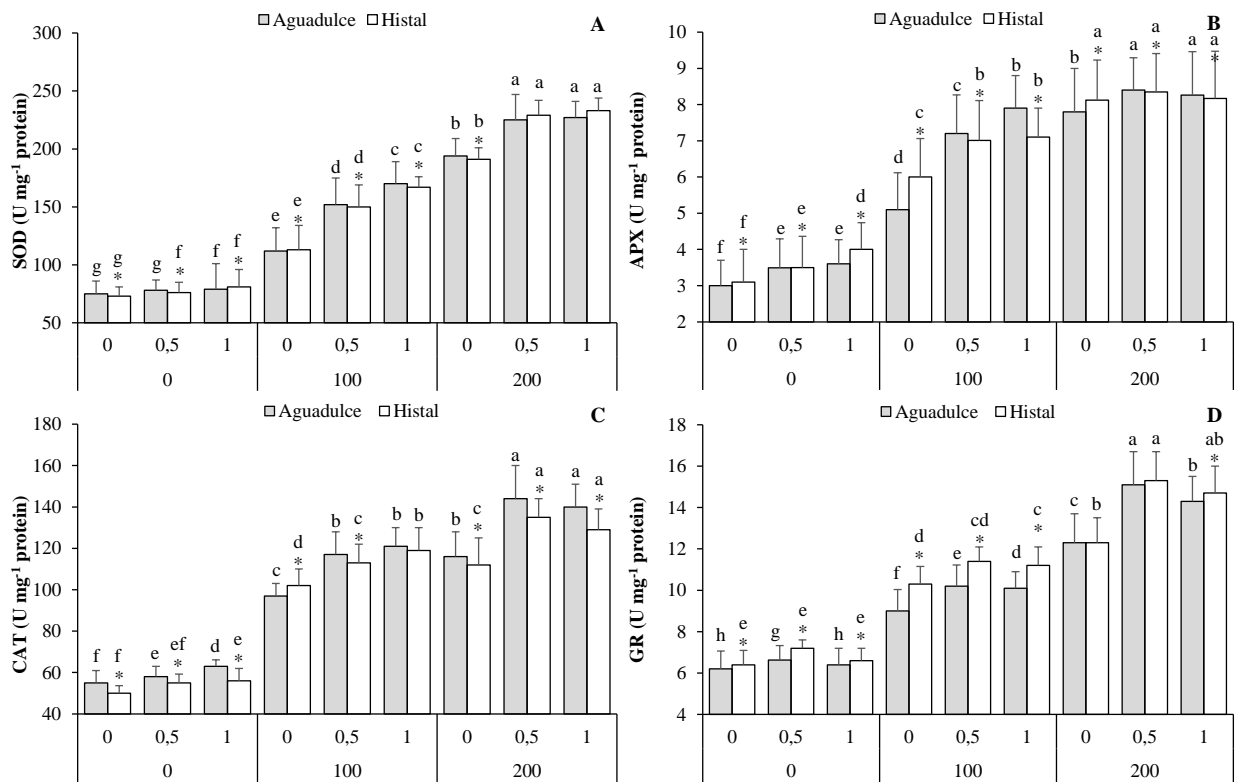 Aguadulce Histal
A
SOD (U mg-1 protein)
300
250
200
150
100
50
g g g f f f e e d d c c b b a a a a
* * * * * * * * * *
0 0,5 1 0 0,5 1 0 0,5 1
0 100 200
Aguadulce Histal
B
APX (U mg-1 protein)
10
9
8
7
6
5
4
3
2
f f e e e d d c c b b b b a a a a a
* * * * * * * * *
0 0,5 1 0 0,5 1 0 0,5 1
0 100 200
Aguadulce Histal
C
CAT (U mg-1 protein)
180
160
140
120
100
80
60
40
f f e ef d e c d b c b c b c a a a a
* * * * * * * *
0 0,5 1 0 0,5 1 0 0,5 1
0 100 200
Aguadulce Histal
D
GR (U mg-1 protein)
18
16
14
12
10
8
6
4
h e g e h e f d e cd d c c b a a b ab
* * * * * * *
0 0,5 1 0 0,5 1 0 0,5 1
0 100 200